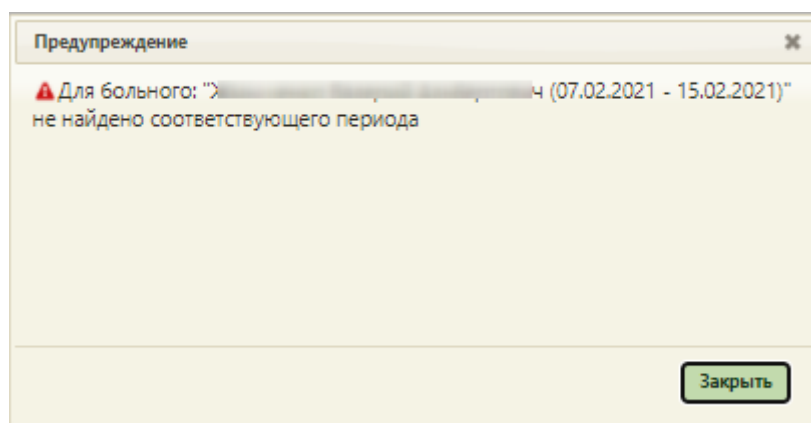 Предупреждение
Для больного: "Х ч (07.02.2021 - 15.02.2021)"
не найдено соответствующего периода
Закрыть